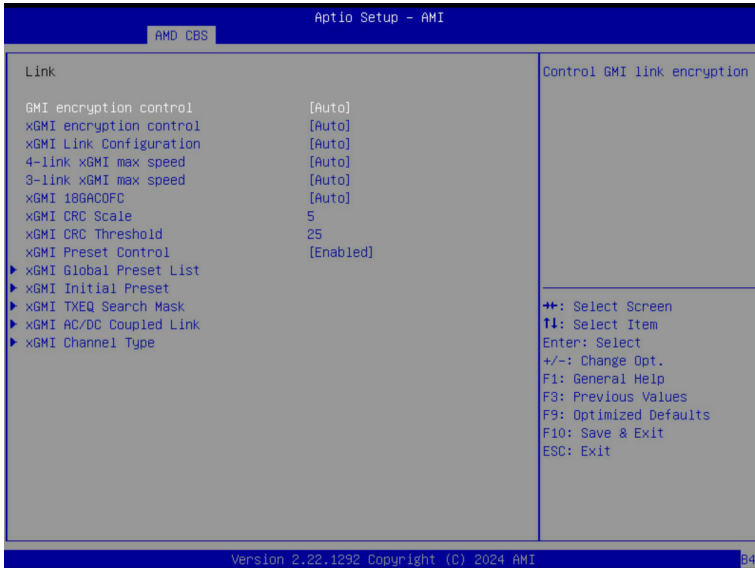 Aptio Setup – AMI
AMD CBS
Link
Control GMI link encryption
GMI encryption control [Auto]
xGMI encryption control [Auto]
xGMI Link Configuration [Auto]
4-link xGMI max speed [Auto]
3-link xGMI max speed [Auto]
xGMI 18GACOFC [Auto]
xGMI CRC Scale 5
xGMI CRC Threshold 25
xGMI Preset Control [Enabled]
xGMI Global Preset List
xGMI Initial Preset
xGMI TXEQ Search Mask
xGMI AC/DC Coupled Link
xGMI Channel Type
→←: Select Screen
↑↓: Select Item
Enter: Select
+/-: Change Opt.
F1: General Help
F3: Previous Values
F9: Optimized Defaults
F10: Save & Exit
ESC: Exit
Version 2.22.1292 Copyright (C) 2024 AMI
B4